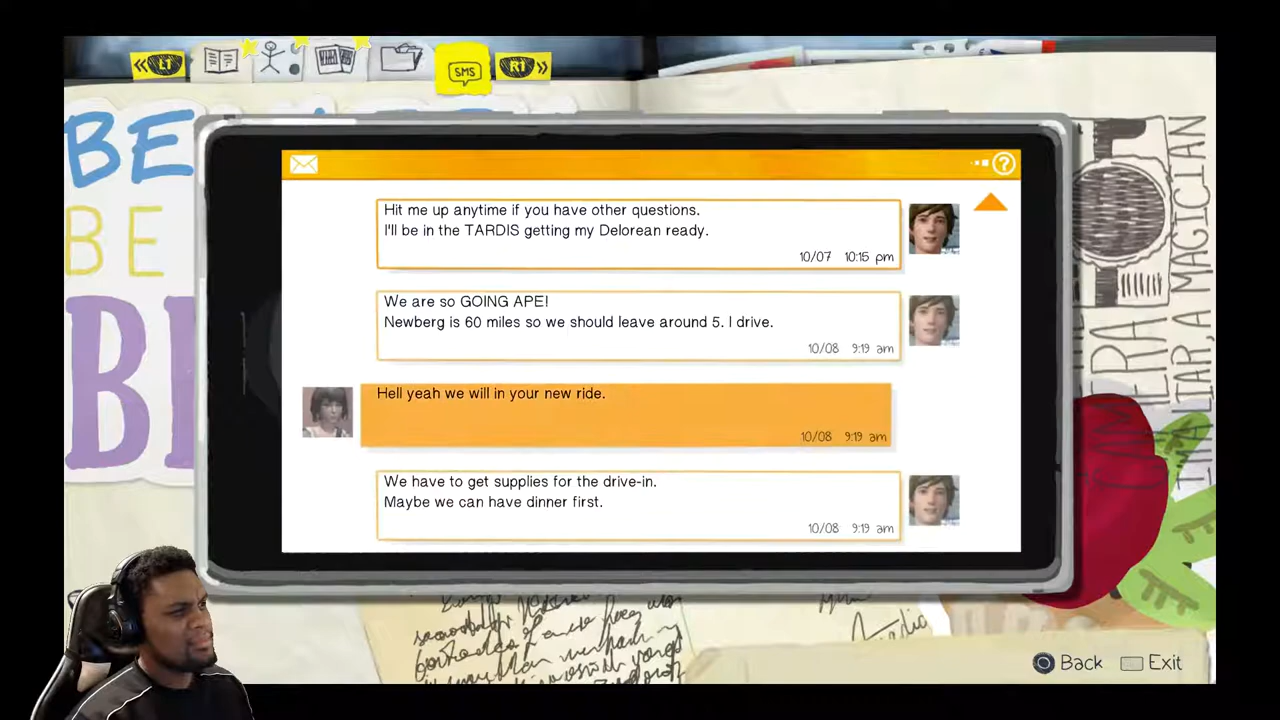 LT
SMS
R1
BE
BE
Hit me up anytime if you have other questions.
I'll be in the TARDIS getting my Delorean ready.
10/07 10:15 pm
We are so GOING APE!
Newberg is 60 miles so we should leave around 5. I drive.
10/08 9:19 am
Hell yeah we will in your new ride.
10/08 9:19 am
We have to get supplies for the drive-in.
Maybe we can have dinner first.
10/08 9:19 am
A MAGICIAN
Back
Exit